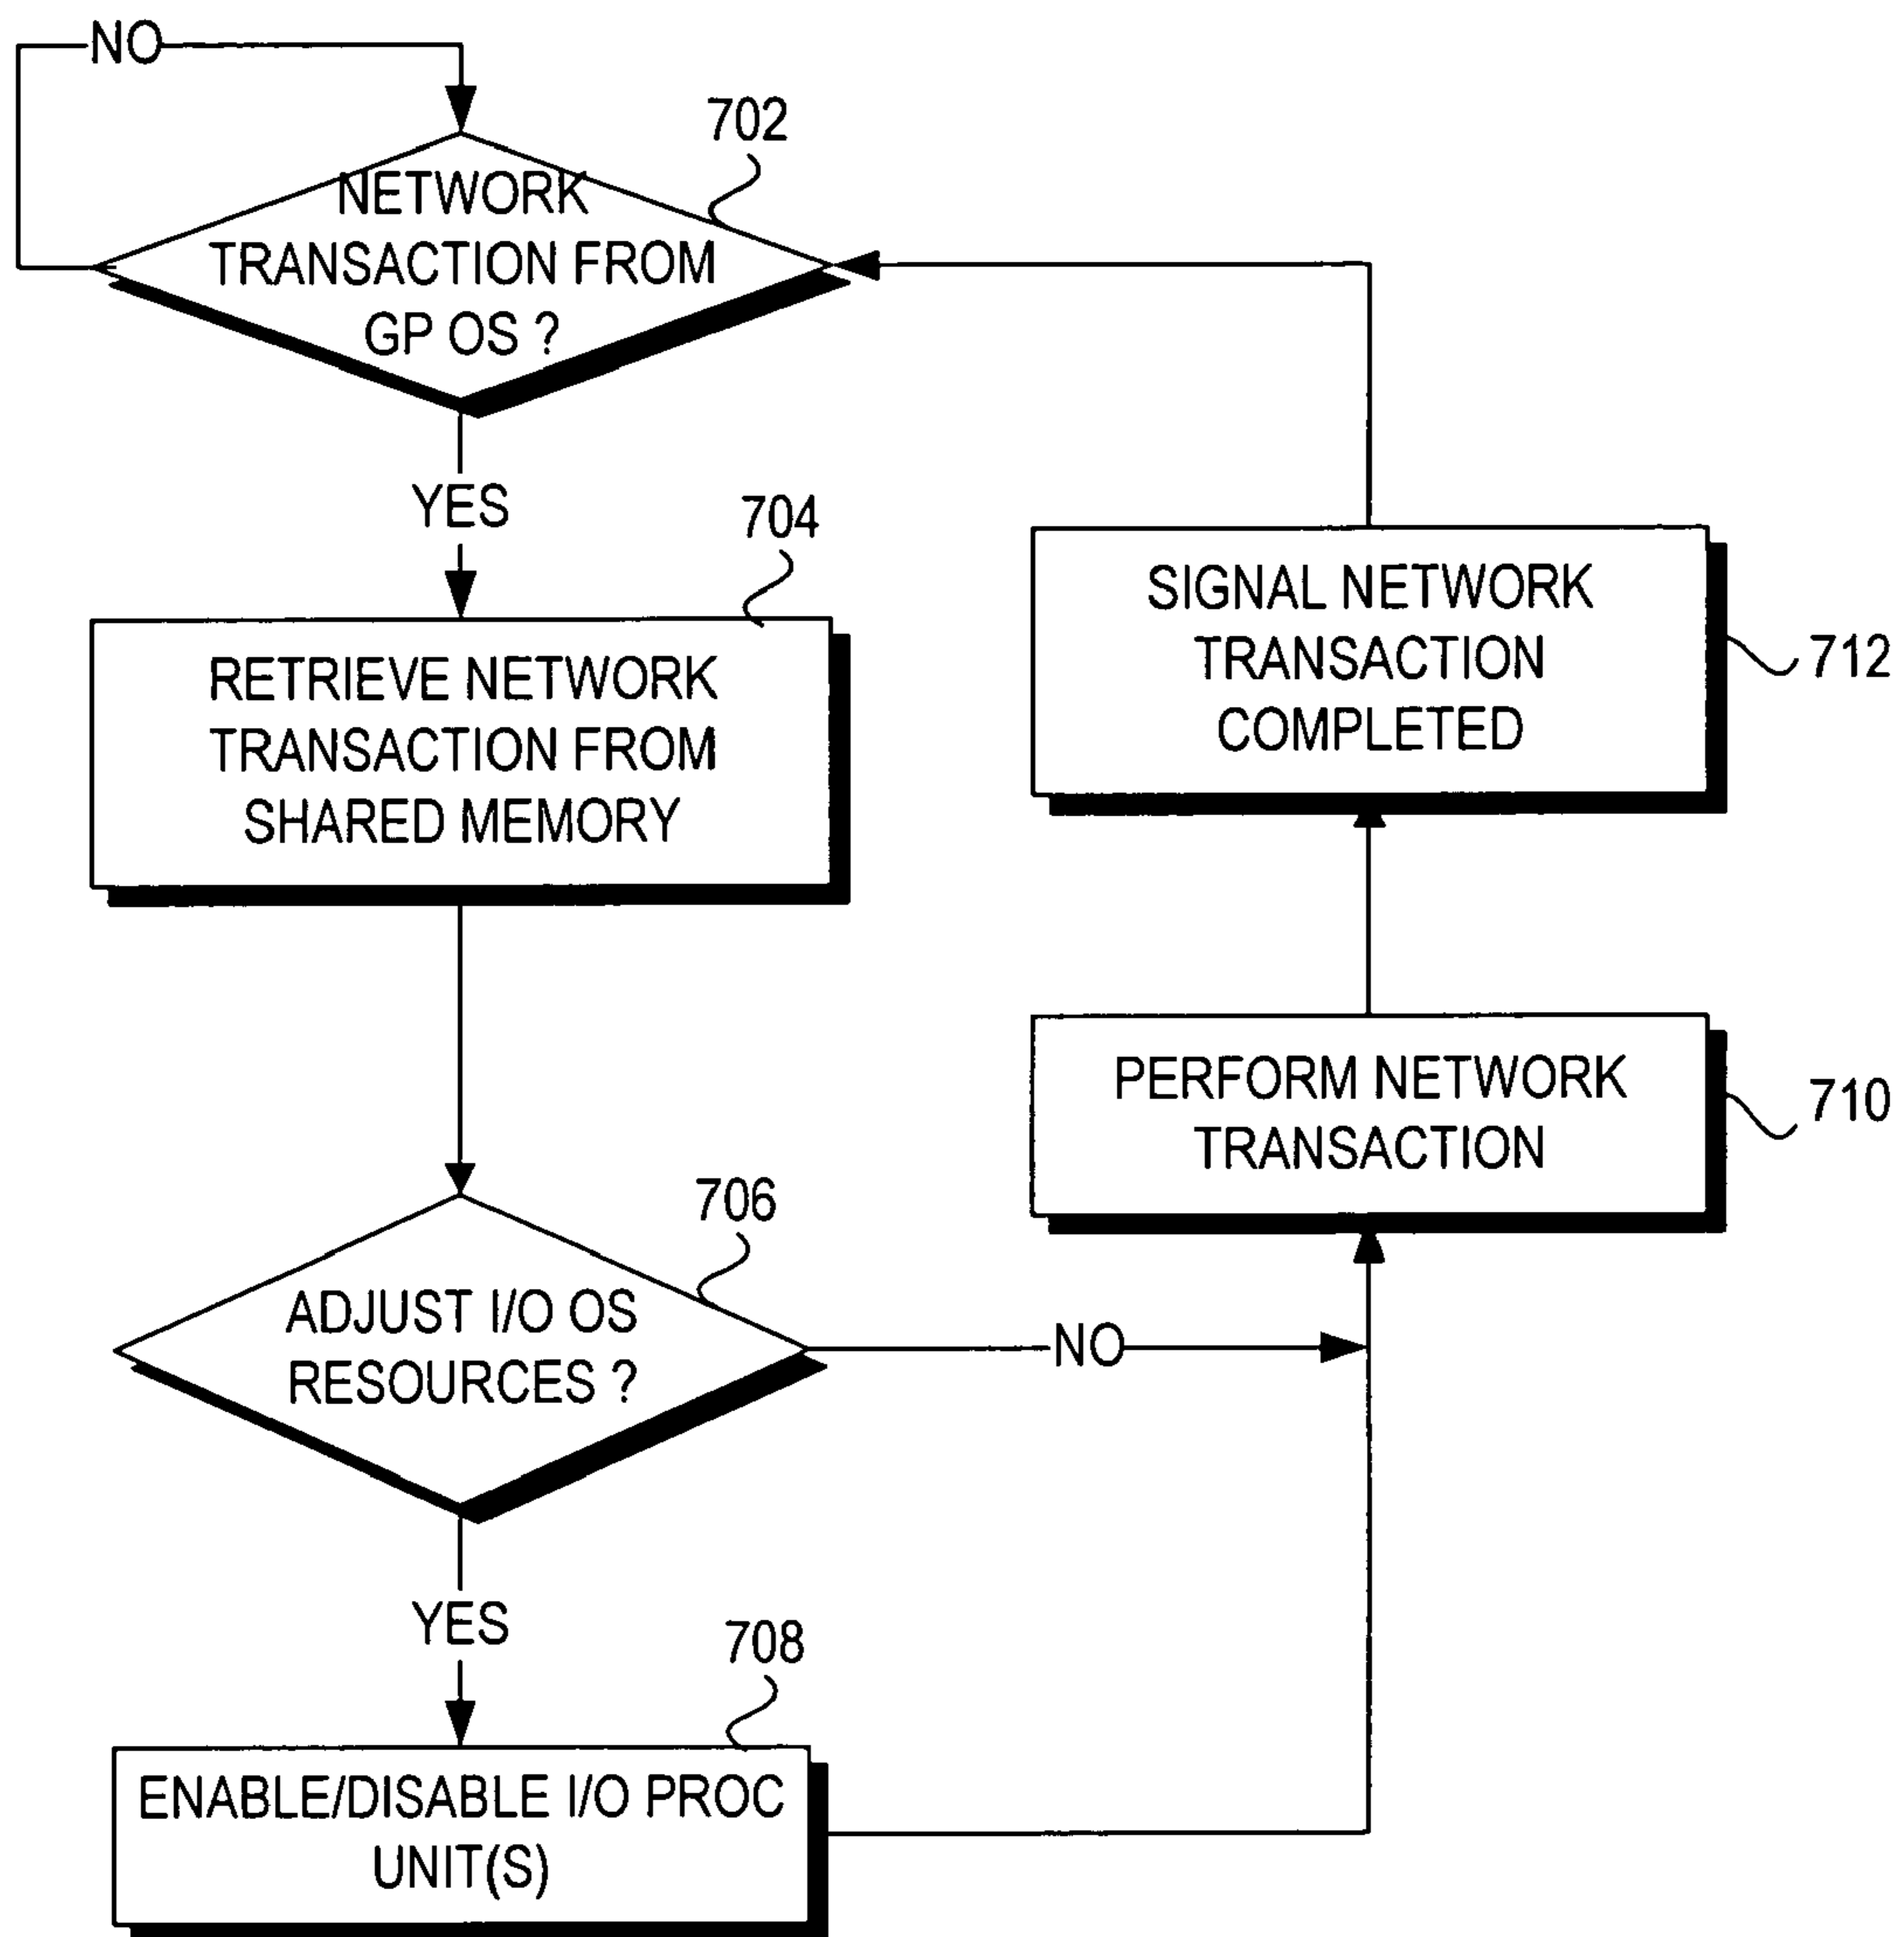 NO
702
NETWORK
TRANSACTION FROM
GP OS ?
YES
704
RETRIEVE NETWORK
TRANSACTION FROM
SHARED MEMORY
706
ADJUST I/O OS
RESOURCES ?
NO
YES
708
ENABLE/DISABLE I/O PROC
UNIT(S)
PERFORM NETWORK
TRANSACTION
710
SIGNAL NETWORK
TRANSACTION
COMPLETED
712